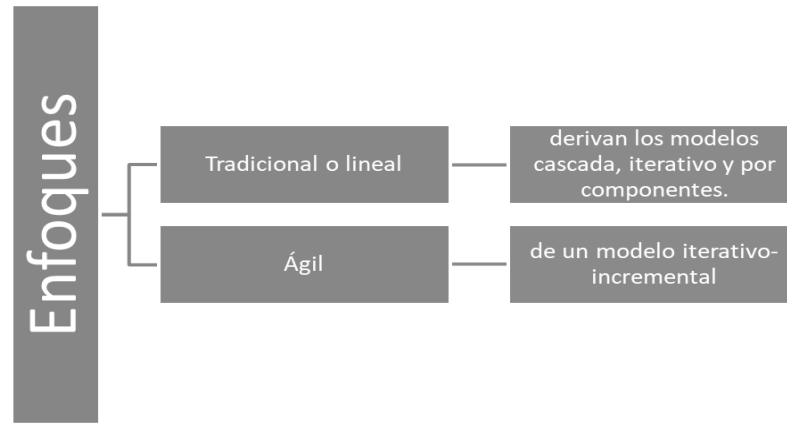 Enfoques
Tradicional o lineal
derivan los modelos
cascada, iterativo y por
componentes.
Ágil
de un modelo iterativo-
incremental